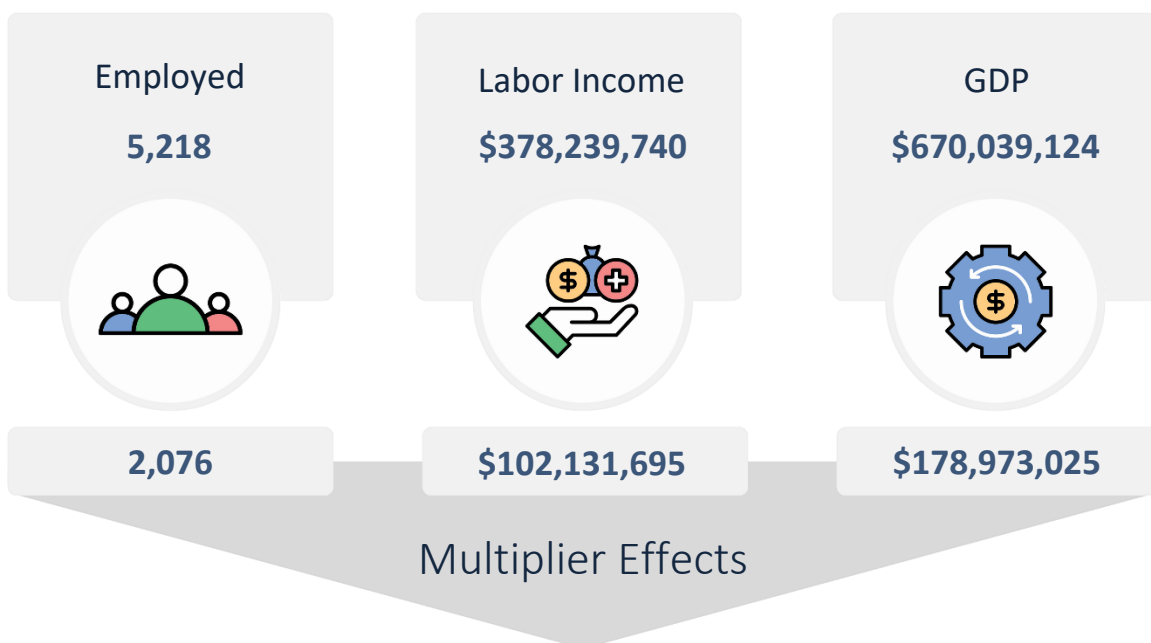 Employed
5,218
Labor Income
$378,239,740
GDP
$670,039,124
$
$
2,076
$102,131,695
$178,973,025
Multiplier Effects